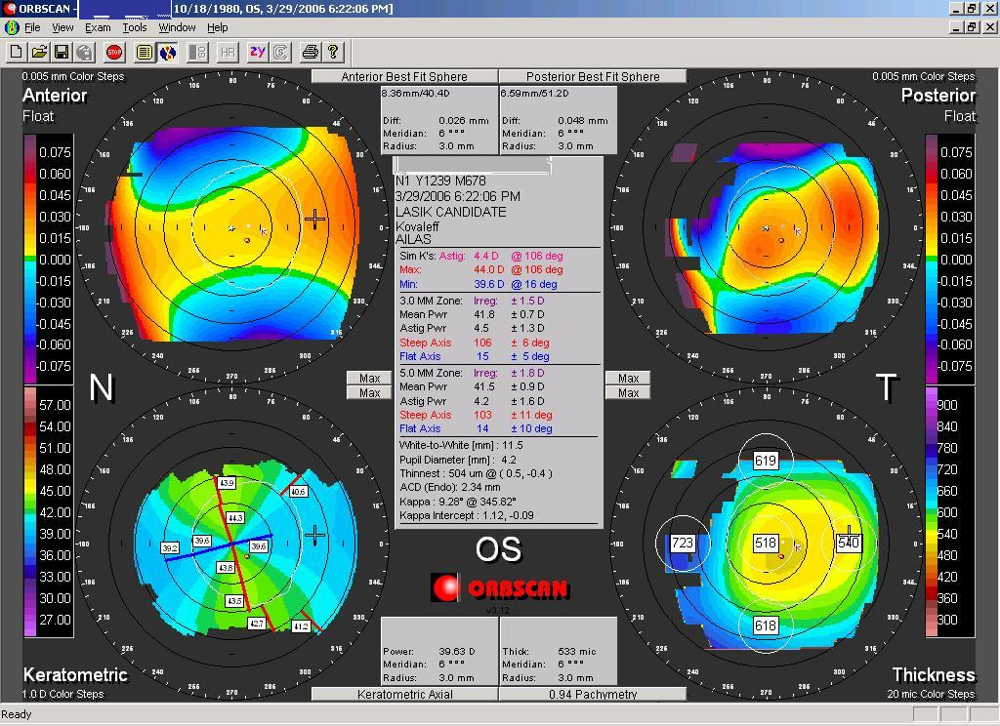 ORBSCAN - 10/18/1980, OS, 3/29/2006 6:22:06 PM]
File View Exam Tools Window Help
STOP HR zy ?
0.005 mm Color Steps
Anterior
Float
0.075
0.060
0.045
0.030
0.015
0.000
-0.015
-0.030
-0.045
-0.060
-0.075
Anterior Best Fit Sphere
8.36mm/40.4D
Diff: 0.026 mm
Meridian: 6 °°°
Radius: 3.0 mm
Posterior Best Fit Sphere
6.59mm/51.2D
Diff: 0.048 mm
Meridian: 6 °°°
Radius: 3.0 mm
0.005 mm Color Steps
Posterior
Float
0.075
0.060
0.045
0.030
0.015
0.000
-0.015
-0.030
-0.045
-0.060
-0.075
N1 Y1239 M678
3/29/2006 6:22:06 PM
LASIK CANDIDATE
Kovaleff
AILAS
Sim K's: Astig: 4.4 D @ 106 deg
Max: 44.0 D @ 106 deg
Min: 39.6 D @ 16 deg
3.0 MM Zone: Irreg: ± 1.5 D
Mean Pwr 41.8 ± 0.7 D
Astig Pwr 4.5 ± 1.3 D
Steep Axis 106 ± 6 deg
Flat Axis 15 ± 5 deg
5.0 MM Zone: Irreg: ± 1.8 D
Mean Pwr 41.5 ± 0.9 D
Astig Pwr 4.2 ± 1.6 D
Steep Axis 103 ± 11 deg
Flat Axis 14 ± 10 deg
White-to-White [mm] : 11.5
Pupil Diameter [mm] : 4.2
Thinnest : 504 um @ ( 0.5, -0.4 )
ACD (Endo): 2.34 mm
Kappa : 9.28° @ 345.82°
Kappa Intercept : 1.12, -0.09
Max Max
Max Max
N
T
OS
ORBSCAN
v3.12
57.00
54.00
51.00
48.00
45.00
42.00
39.00
36.00
33.00
30.00
27.00
43.9
40.6
44.3
39.2
39.6
39.6
43.8
43.5
42.7
41.2
Keratometric
1.0 D Color Steps
Power: 39.63 D
Meridian: 6 °°°
Radius: 3.0 mm
Keratometric Axial
Thick: 533 mic
Meridian: 6 °°°
Radius: 3.0 mm
0.94 Pachymetry
619
723
518
540
618
900
840
780
720
660
600
540
480
420
360
300
Thickness
20 mic Color Steps
Ready